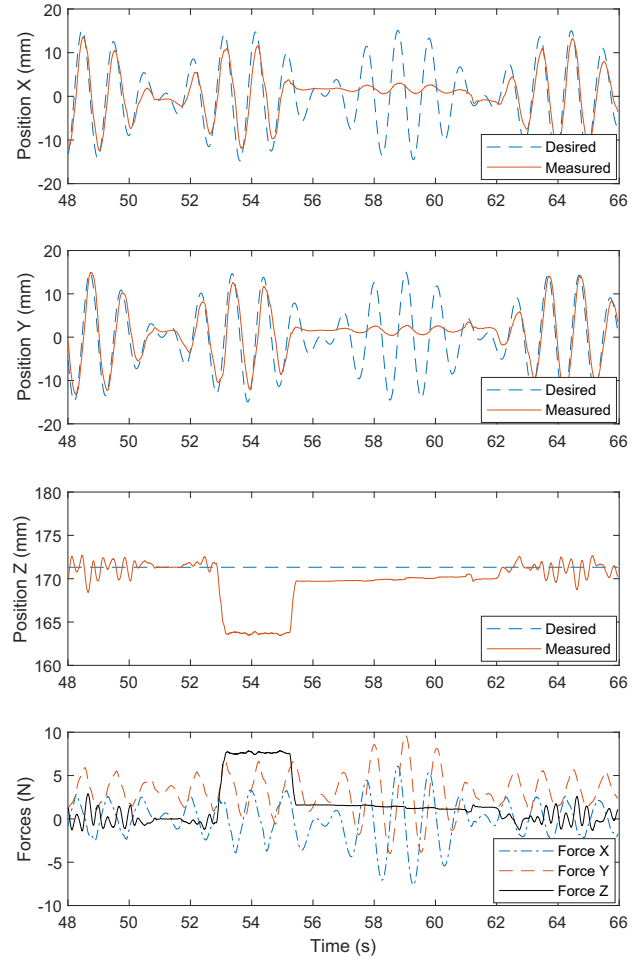 20
10
0
-10
-20
Position X (mm)
Desired
Measured
48 50 52 54 56 58 60 62 64 66
20
10
0
-10
-20
Position Y (mm)
Desired
Measured
48 50 52 54 56 58 60 62 64 66
180
175
170
165
160
Position Z (mm)
Desired
Measured
48 50 52 54 56 58 60 62 64 66
10
5
0
-5
-10
Forces (N)
Force X
Force Y
Force Z
48 50 52 54 56 58 60 62 64 66
Time (s)